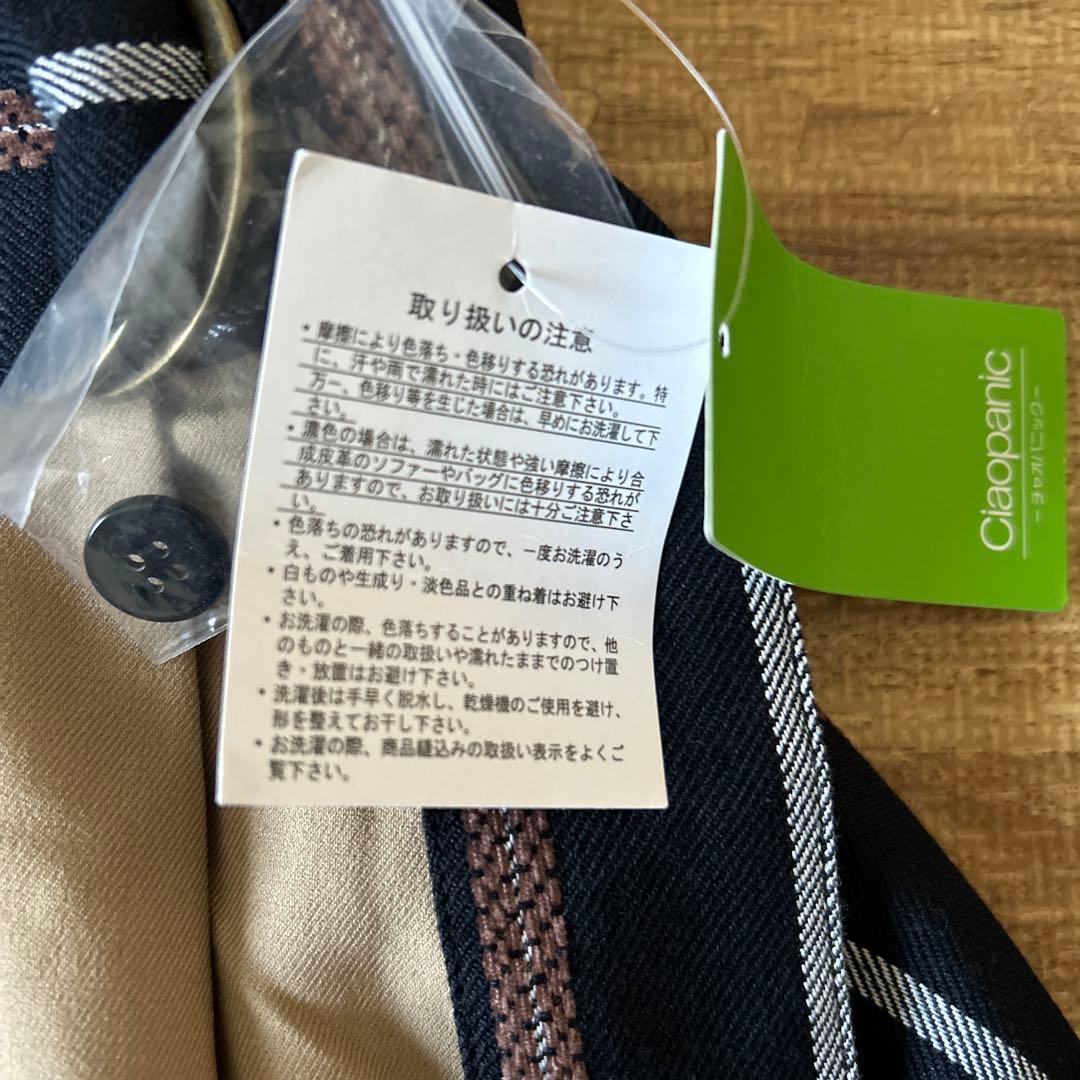 取り扱いの注意
・摩擦により色落ち・色移りする恐れがあります。特
に、汗や雨で濡れた時にはご注意下さい。
万一、色移り等を生じた場合は、早めにお洗濯して下
さい。
・濃色の場合は、濡れた状態や強い摩擦により合
成皮革のソファーやバッグに色移りする恐れが
ありますので、お取り扱いには十分ご注意下さ
い。
・色落ちの恐れがありますので、一度お洗濯のう
え、ご着用下さい。
・白ものや生成り・淡色品との重ね着はお避け下
さい。
・お洗濯の際、色落ちすることがありますので、他
のものと一緒の取扱いや濡れたままでのつけ置
き・放置はお避け下さい。
・洗濯後は手早く脱水し、乾燥機のご使用を避け、
形を整えてお干し下さい。
・お洗濯の際、商品縫込みの取扱い表示をよくご
覧下さい。
Ciaopanic
－チャオパニック－